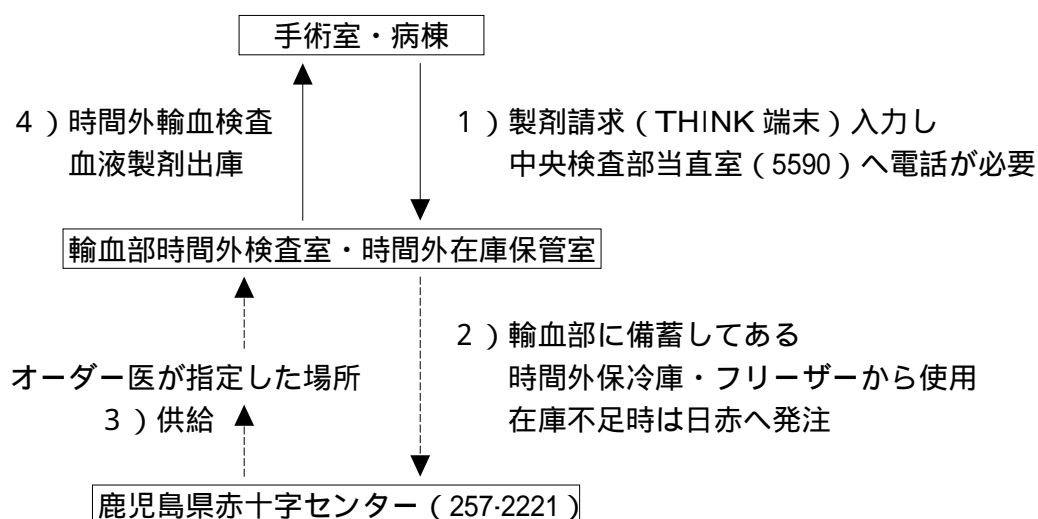 手術室・病棟
4）時間外輸血検査
血液製剤出庫
1）製剤請求（THINK 端末）入力し
中央検査部当直室（5590）へ電話が必要
輸血部時間外検査室・時間外在庫保管室
オーダー医が指定した場所
3）供給
2）輸血部に備蓄してある
時間外保冷庫・フリーザーから使用
在庫不足時は日赤へ発注
鹿児島県赤十字センター（257-2221）